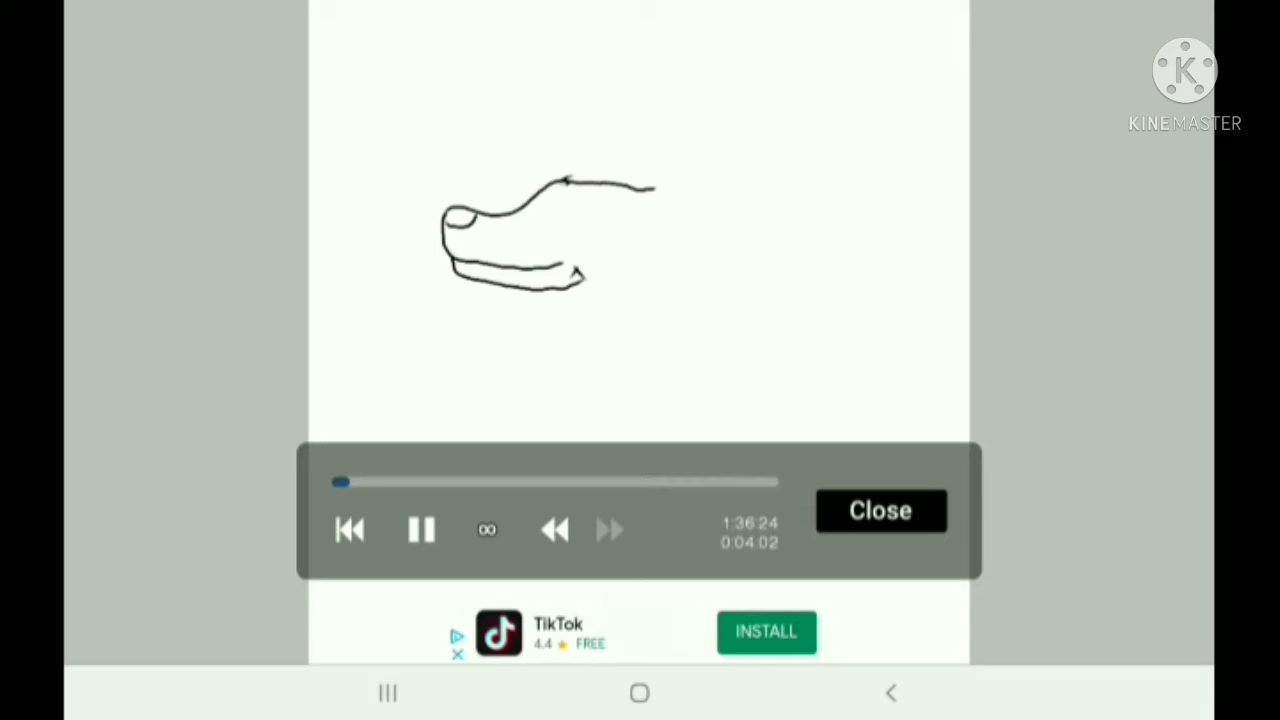 KINEMASTER
Close
1:36:24
0:04:02
TikTok
4.4 ★ FREE
INSTALL